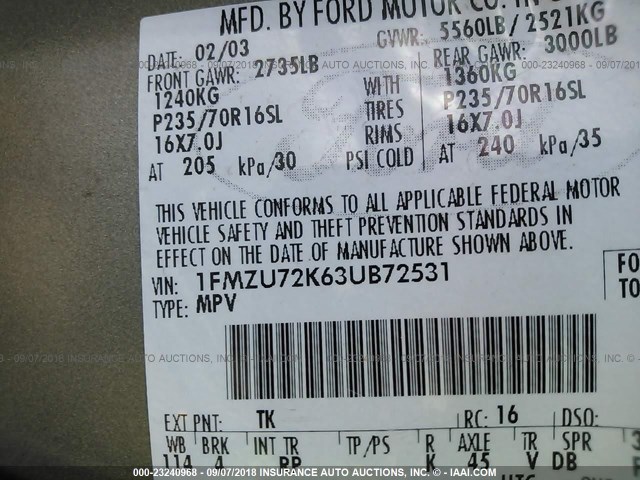 MFD. BY FORD MOTOR CO. IN
DATE: 02/03 GVWR: 5560LB/2521KG
FRONT GAWR: 2735LB REAR GAWR: 3000LB
1240KG WITH 1360KG
P235/70R16SL TIRES P235/70R16SL
16X7.0J RIMS 16X7.0J
AT 205 kPa/30 PSI COLD AT 240 kPa/35
THIS VEHICLE CONFORMS TO ALL APPLICABLE FEDERAL MOTOR
VEHICLE SAFETY AND THEFT PREVENTION STANDARDS IN
EFFECT ON THE DATE OF MANUFACTURE SHOWN ABOVE.
VIN: 1FMZU72K63UB72531
TYPE: MPV
FO
TO
EXT PNT: TK RC: 16 DSO:
WB BRK INT TR TP/PS R AXLE TR SPR
114 4 K 45 V DB
000-23240968 - 09/07/2018 INSURANCE AUTO AUCTIONS, INC. - © - IAAI.COM